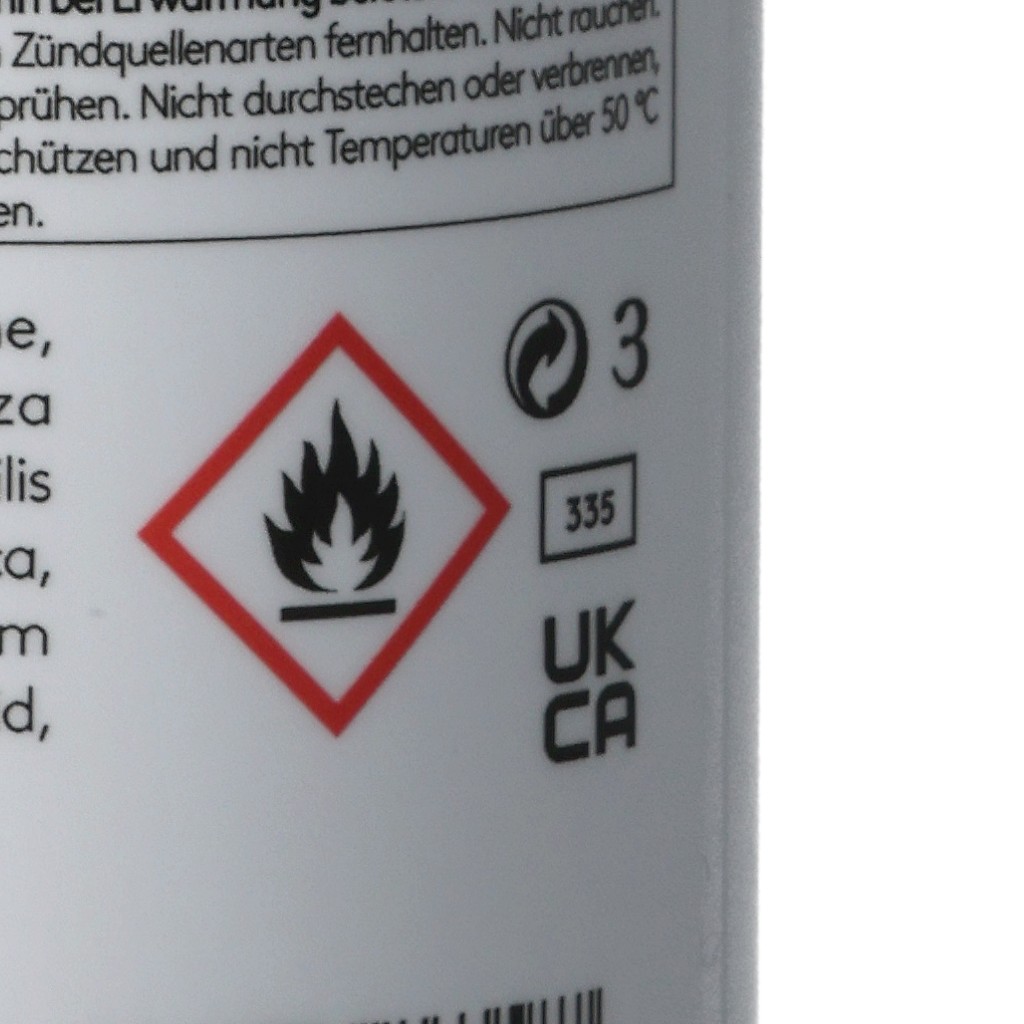 Zündquellenarten fernhalten. Nicht rauchen.
prühen. Nicht durchstechen oder verbrennen,
chützen und nicht Temperaturen über 50 °C
en.
e,
za
ilis
a,
m
d,
3
335
UK
CA